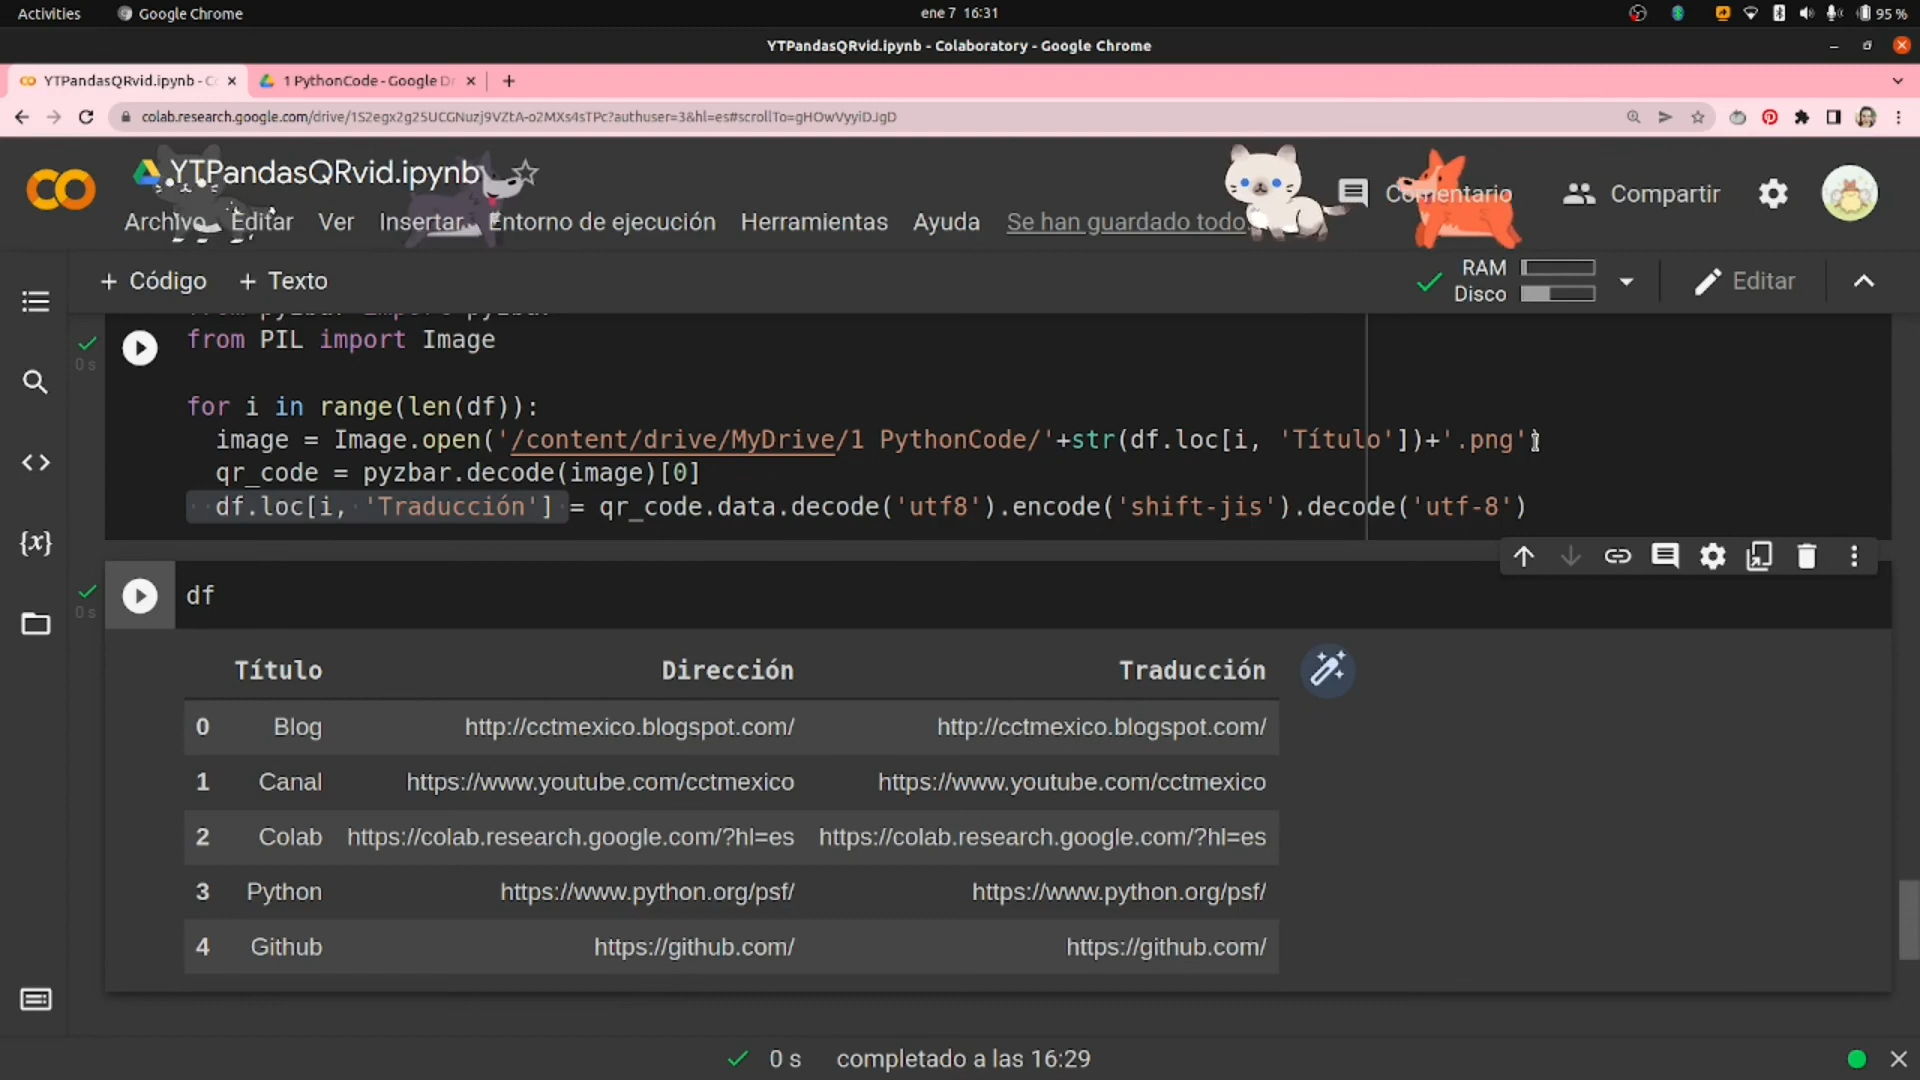 Activities
Google Chrome
ene 7 16:31
95 %
YTPandasQRvid.ipynb - Colaboratory - Google Chrome
YTPandasQRvid.ipynb - C
1 PythonCode - Google Dr
colab.research.google.com/drive/1S2egx2g25UCGNuzj9VZtA-o2MXs4sTPc?authuser=3&hl=es#scrollTo=gHOwVyyiDJgD
YTPandasQRvid.ipynb
Comentario
Compartir
Archivo Editar Ver Insertar Entorno de ejecución Herramientas Ayuda Se han guardado todo
+ Código + Texto
RAM
Disco
Editar
from pyzbar import pyzbar
from PIL import Image
0 s
for i in range(len(df)):
image = Image.open('/content/drive/MyDrive/1 PythonCode/'+str(df.loc[i, 'Título'])+'.png')
qr_code = pyzbar.decode(image)[0]
df.loc[i, 'Traducción'] = qr_code.data.decode('utf8').encode('shift-jis').decode('utf-8')
df
0 s
Título Dirección Traducción
0 Blog http://cctmexico.blogspot.com/ http://cctmexico.blogspot.com/
1 Canal https://www.youtube.com/cctmexico https://www.youtube.com/cctmexico
2 Colab https://colab.research.google.com/?hl=es https://colab.research.google.com/?hl=es
3 Python https://www.python.org/psf/ https://www.python.org/psf/
4 Github https://github.com/ https://github.com/
0 s completado a las 16:29